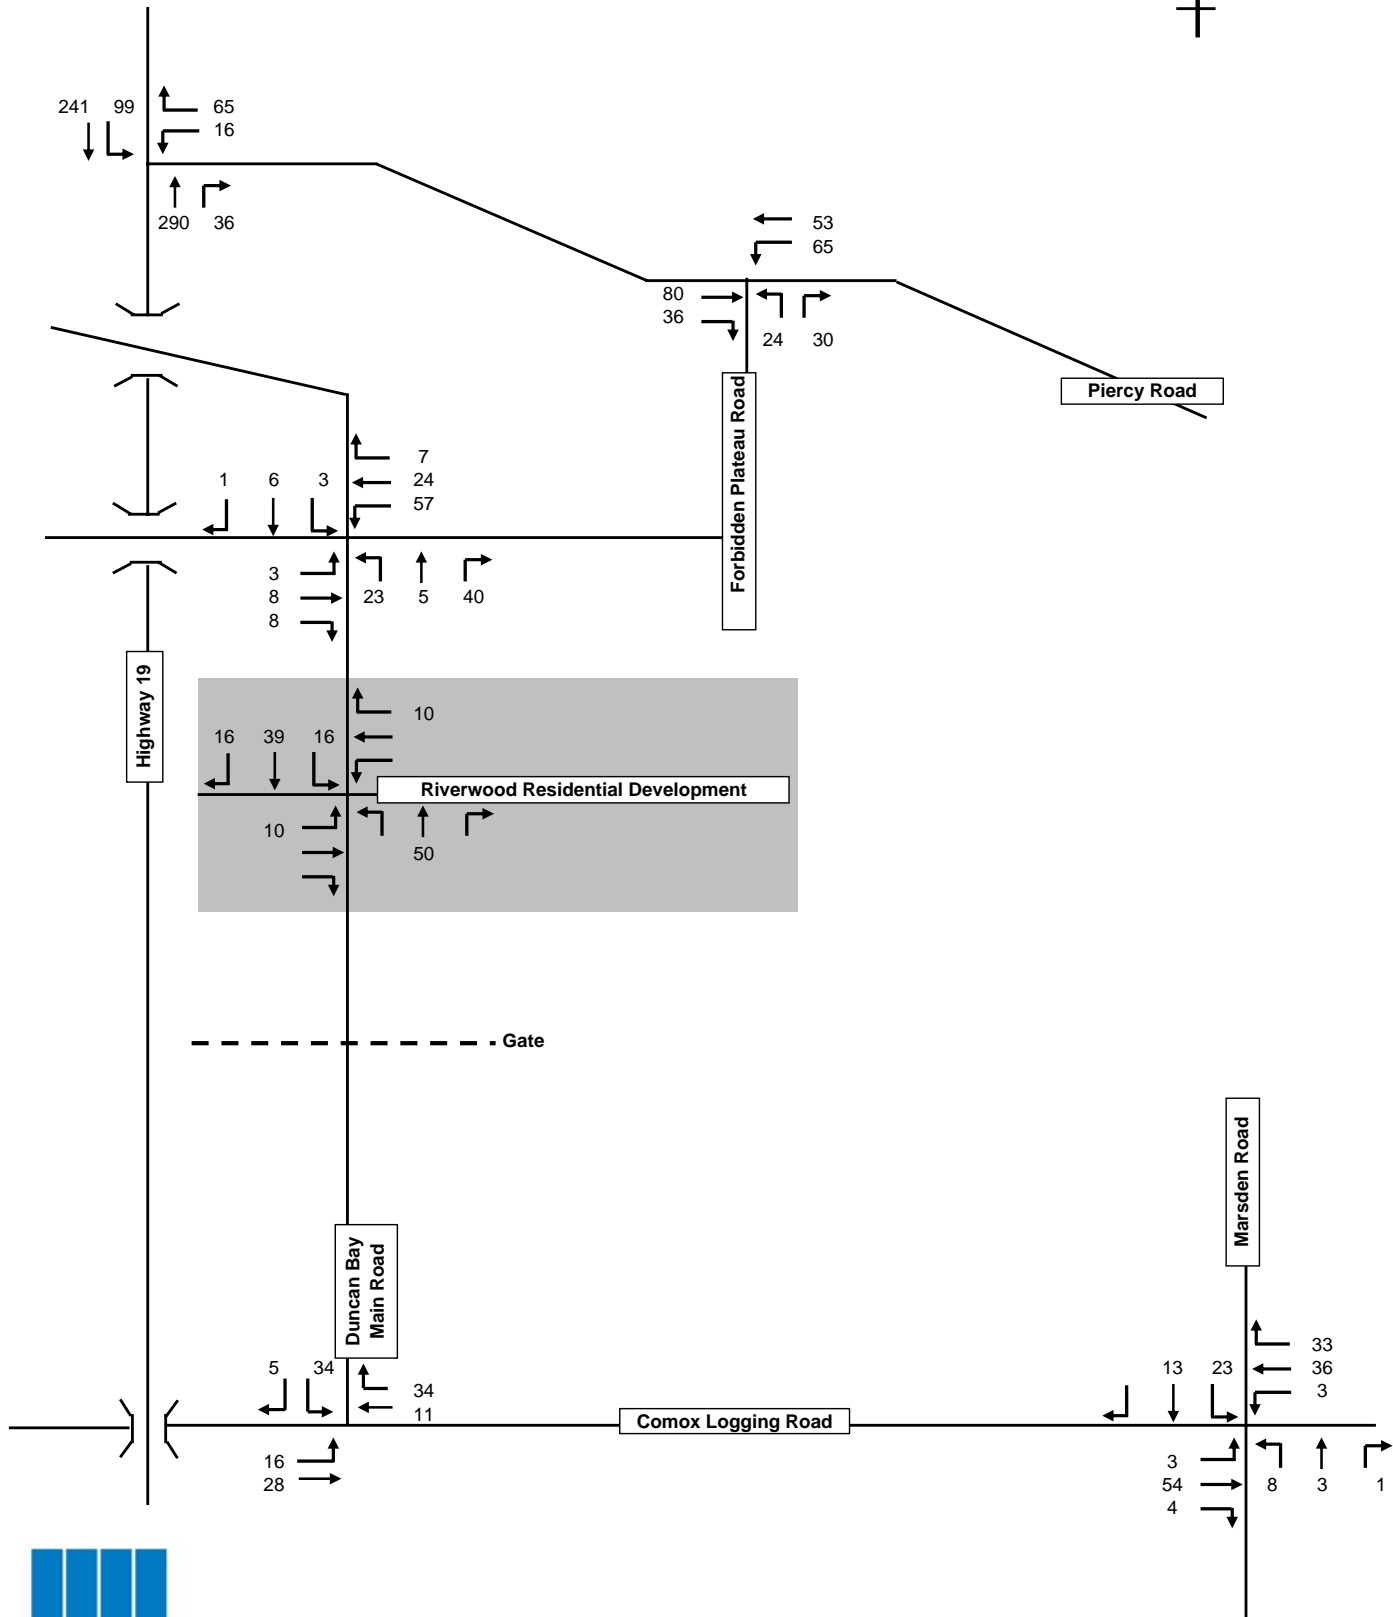 241 99 65
16
290 36
53
65
80
36
24 30
Piercy Road
Forbidden Plateau Road
7
1 6 3 24
57
3
8 23 5 40
8
Highway 19
10
16 39 16
Riverwood Residential Development
10
50
Gate
Marsden Road
Duncan Bay
Main Road
5 34
34
11
Comox Logging Road
16
28
33
13 23 36
3
3
54 8 3 1
4